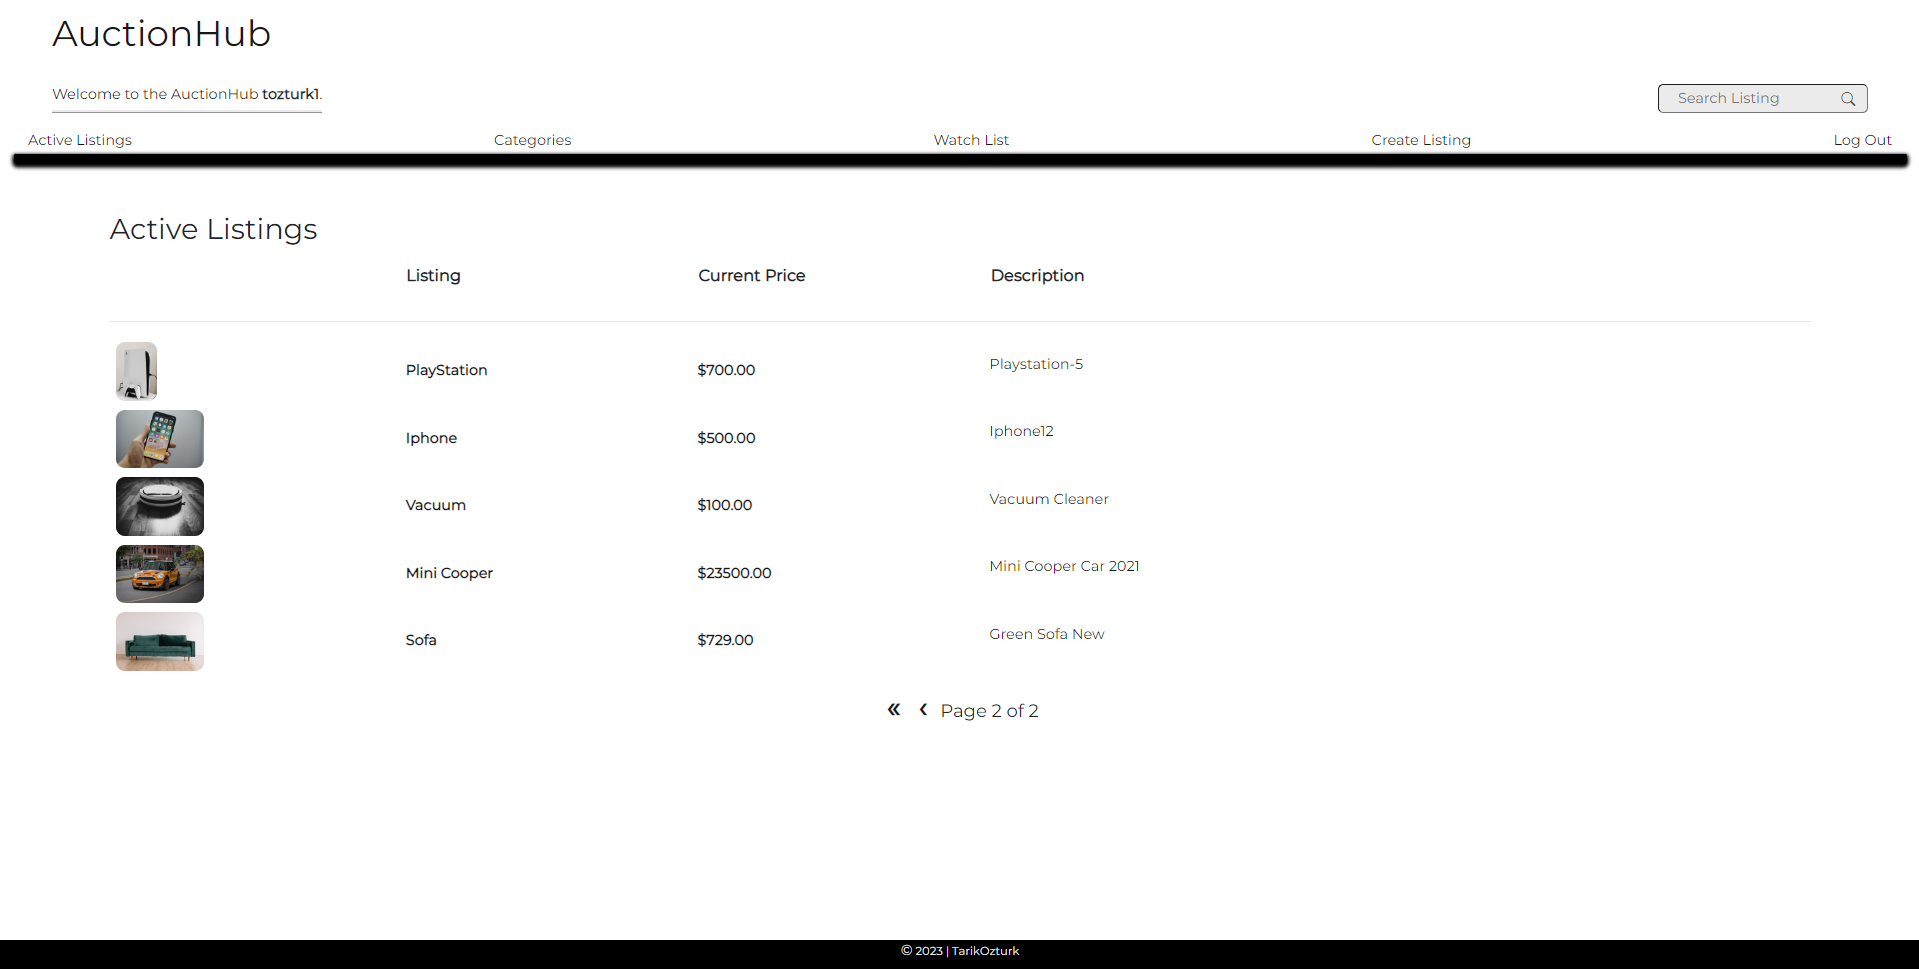 AuctionHub
Welcome to the AuctionHub tozturk1.
Search Listing
Active Listings Categories Watch List Create Listing Log Out
Active Listings
Listing Current Price Description
PlayStation $700.00 Playstation-5
Iphone $500.00 Iphone12
Vacuum $100.00 Vacuum Cleaner
Mini Cooper $23500.00 Mini Cooper Car 2021
Sofa $729.00 Green Sofa New
« ‹ Page 2 of 2
© 2023 | TarikOzturk